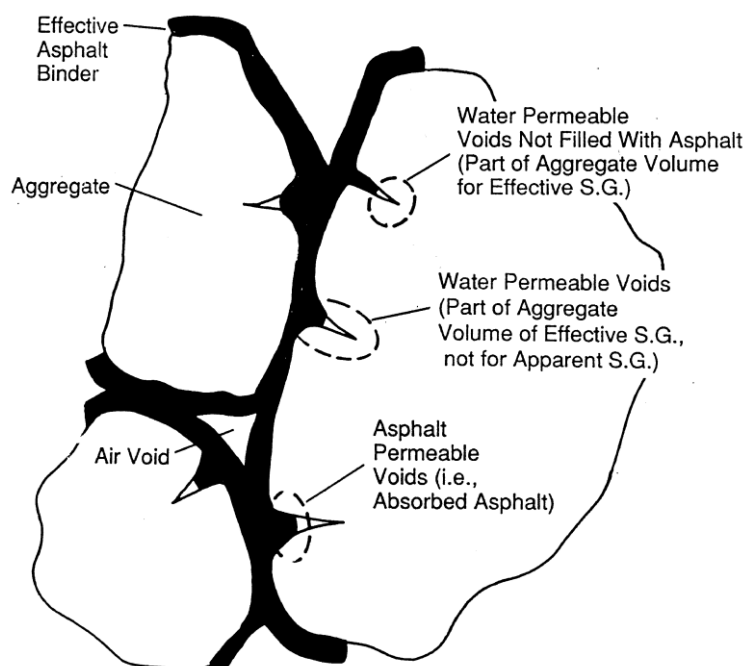 Effective
Asphalt
Binder
Water Permeable
Voids Not Filled With Asphalt
(Part of Aggregate Volume
for Effective S.G.)
Aggregate
Water Permeable Voids
(Part of Aggregate
Volume of Effective S.G.,
not for Apparent S.G.)
Air Void
Asphalt
Permeable
Voids (i.e.,
Absorbed Asphalt)